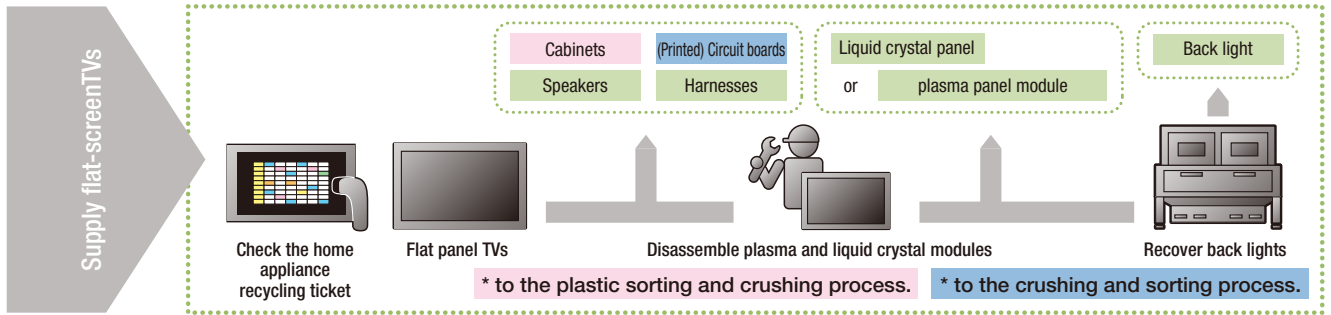 Supply flat-screenTVs
Cabinets
(Printed) Circuit boards
Speakers
Harnesses
Liquid crystal panel
or
plasma panel module
Back light
Check the home
appliance
recycling ticket
Flat panel TVs
Disassemble plasma and liquid crystal modules
Recover back lights
* to the plastic sorting and crushing process.
* to the crushing and sorting process.